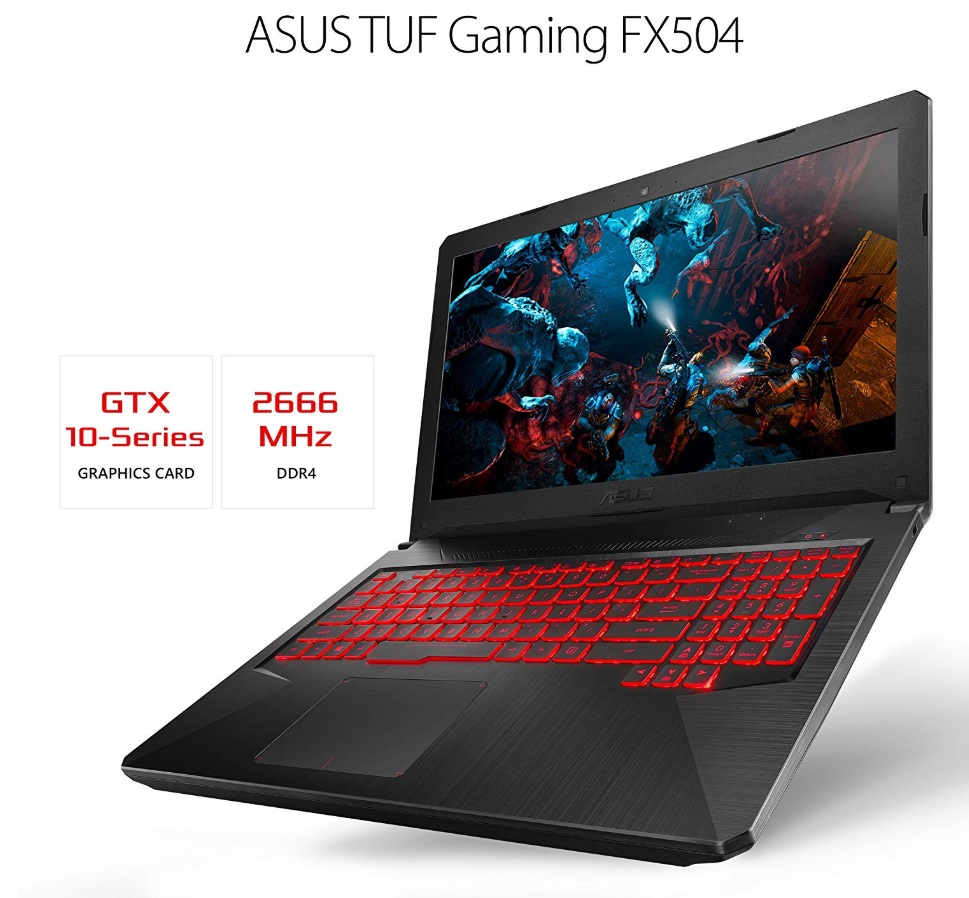 ASUS TUF Gaming FX504
GTX
10-Series
GRAPHICS CARD
2666
MHz
DDR4
ASUS